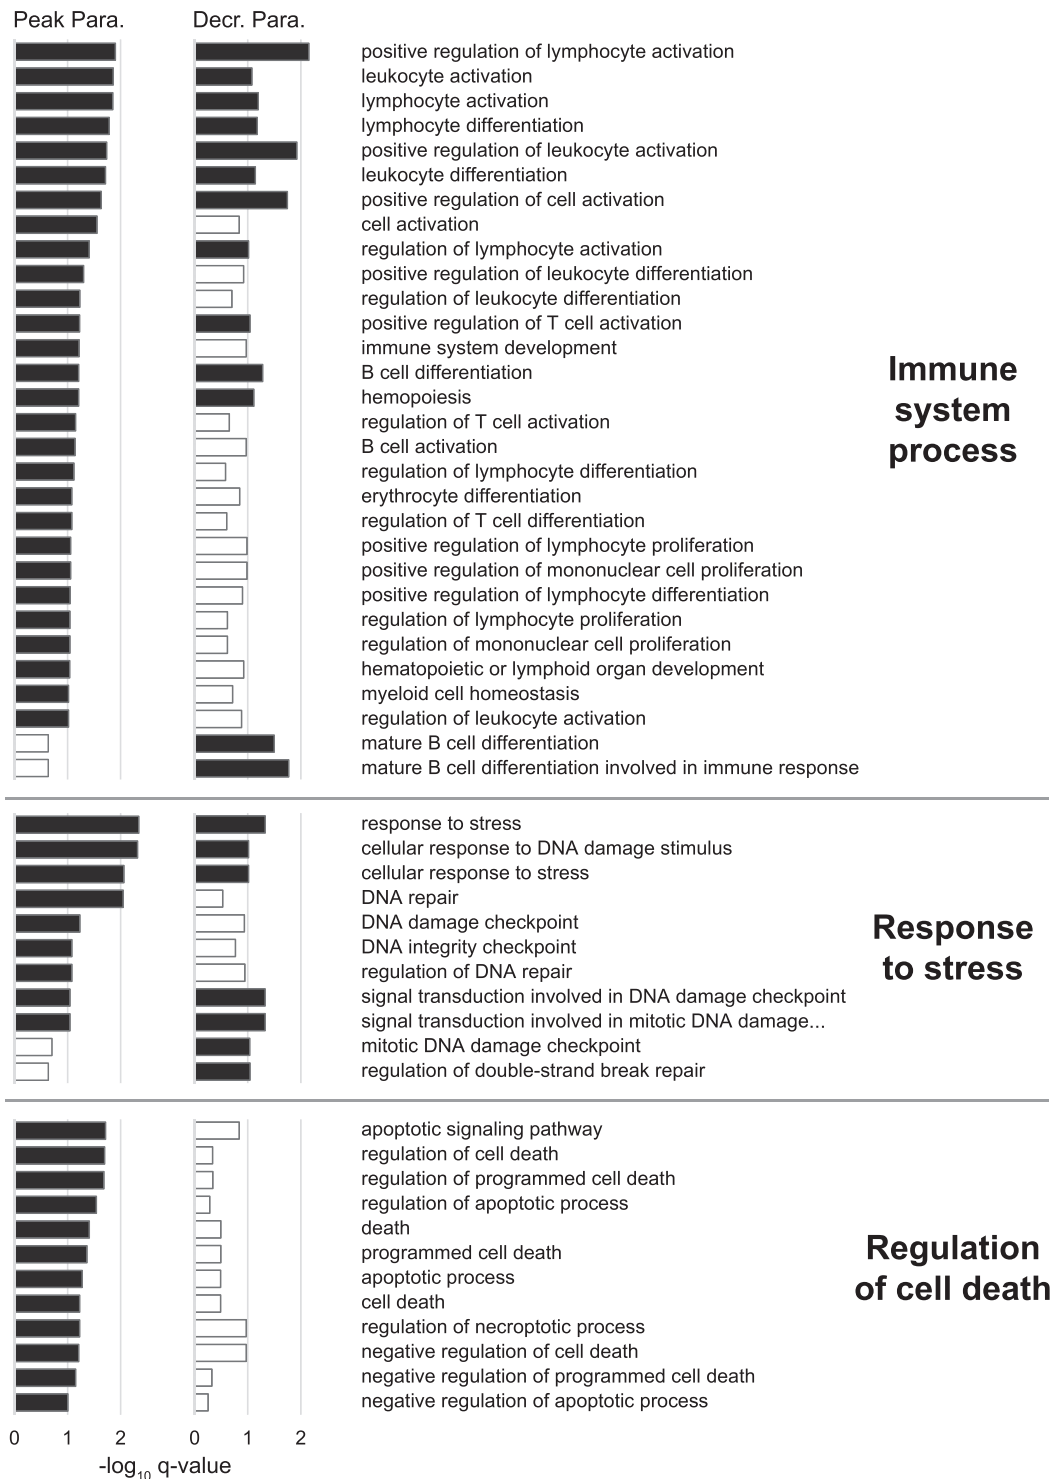 Peak Para. Decr. Para.
positive regulation of lymphocyte activation
leukocyte activation
lymphocyte activation
lymphocyte differentiation
positive regulation of leukocyte activation
leukocyte differentiation
positive regulation of cell activation
cell activation
regulation of lymphocyte activation
positive regulation of leukocyte differentiation
regulation of leukocyte differentiation
positive regulation of T cell activation
immune system development
B cell differentiation
hemopoiesis
regulation of T cell activation
B cell activation
regulation of lymphocyte differentiation
erythrocyte differentiation
regulation of T cell differentiation
positive regulation of lymphocyte proliferation
positive regulation of mononuclear cell proliferation
positive regulation of lymphocyte differentiation
regulation of lymphocyte proliferation
regulation of mononuclear cell proliferation
hematopoietic or lymphoid organ development
myeloid cell homeostasis
regulation of leukocyte activation
mature B cell differentiation
mature B cell differentiation involved in immune response
Immune
system
process
response to stress
cellular response to DNA damage stimulus
cellular response to stress
DNA repair
DNA damage checkpoint
DNA integrity checkpoint
regulation of DNA repair
signal transduction involved in DNA damage checkpoint
signal transduction involved in mitotic DNA damage...
mitotic DNA damage checkpoint
regulation of double-strand break repair
Response
to stress
apoptotic signaling pathway
regulation of cell death
regulation of programmed cell death
regulation of apoptotic process
death
programmed cell death
apoptotic process
cell death
regulation of necroptotic process
negative regulation of cell death
negative regulation of programmed cell death
negative regulation of apoptotic process
Regulation
of cell death
0 1 2 0 1 2
-log10 q-value